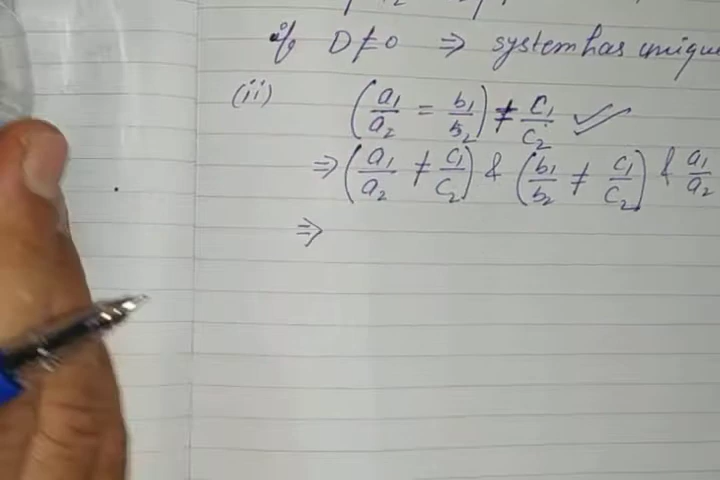 if D ≠ 0 ⇒ system has unique
(ii) (a₁/a₂ = b₁/b₂) ≠ c₁/c₂
⇒ (a₁/a₂ ≠ c₁/c₂) & (b₁/b₂ ≠ c₁/c₂) & a₁/a₂
⇒